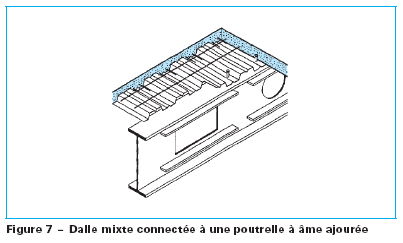 Figure 7 – Dalle mixte connectée à une poutrelle à âme ajourée